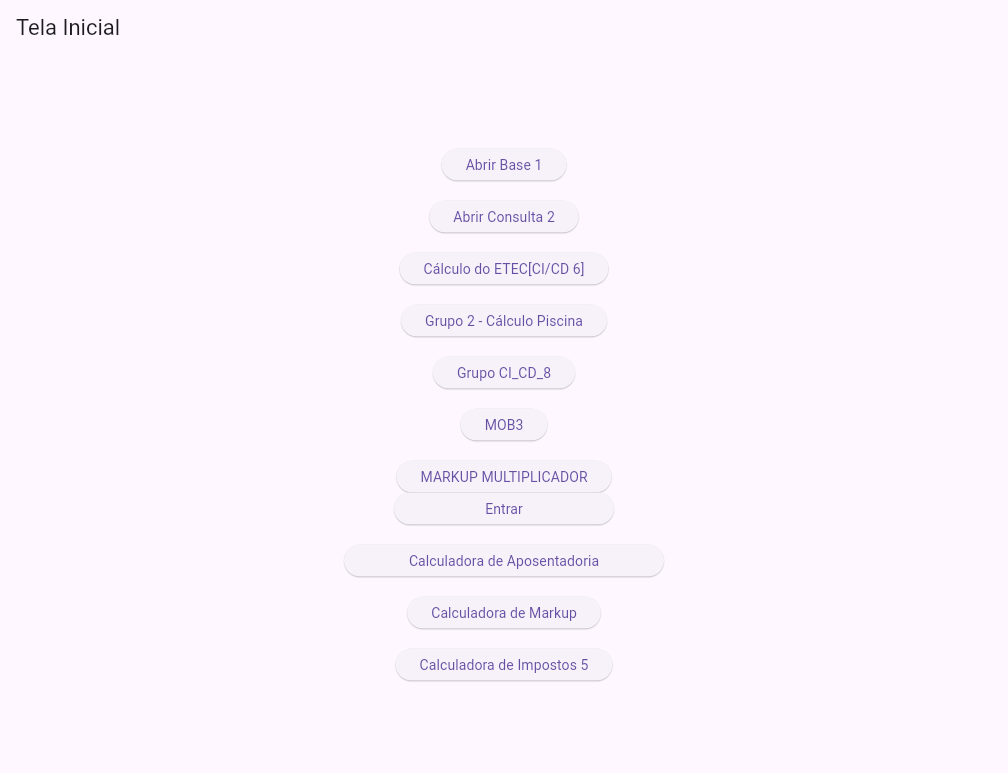 Tela Inicial
Abrir Base 1
Abrir Consulta 2
Cálculo do ETEC[CI/CD 6]
Grupo 2 - Cálculo Piscina
Grupo CI_CD_8
MOB3
MARKUP MULTIPLICADOR
Entrar
Calculadora de Aposentadoria
Calculadora de Markup
Calculadora de Impostos 5